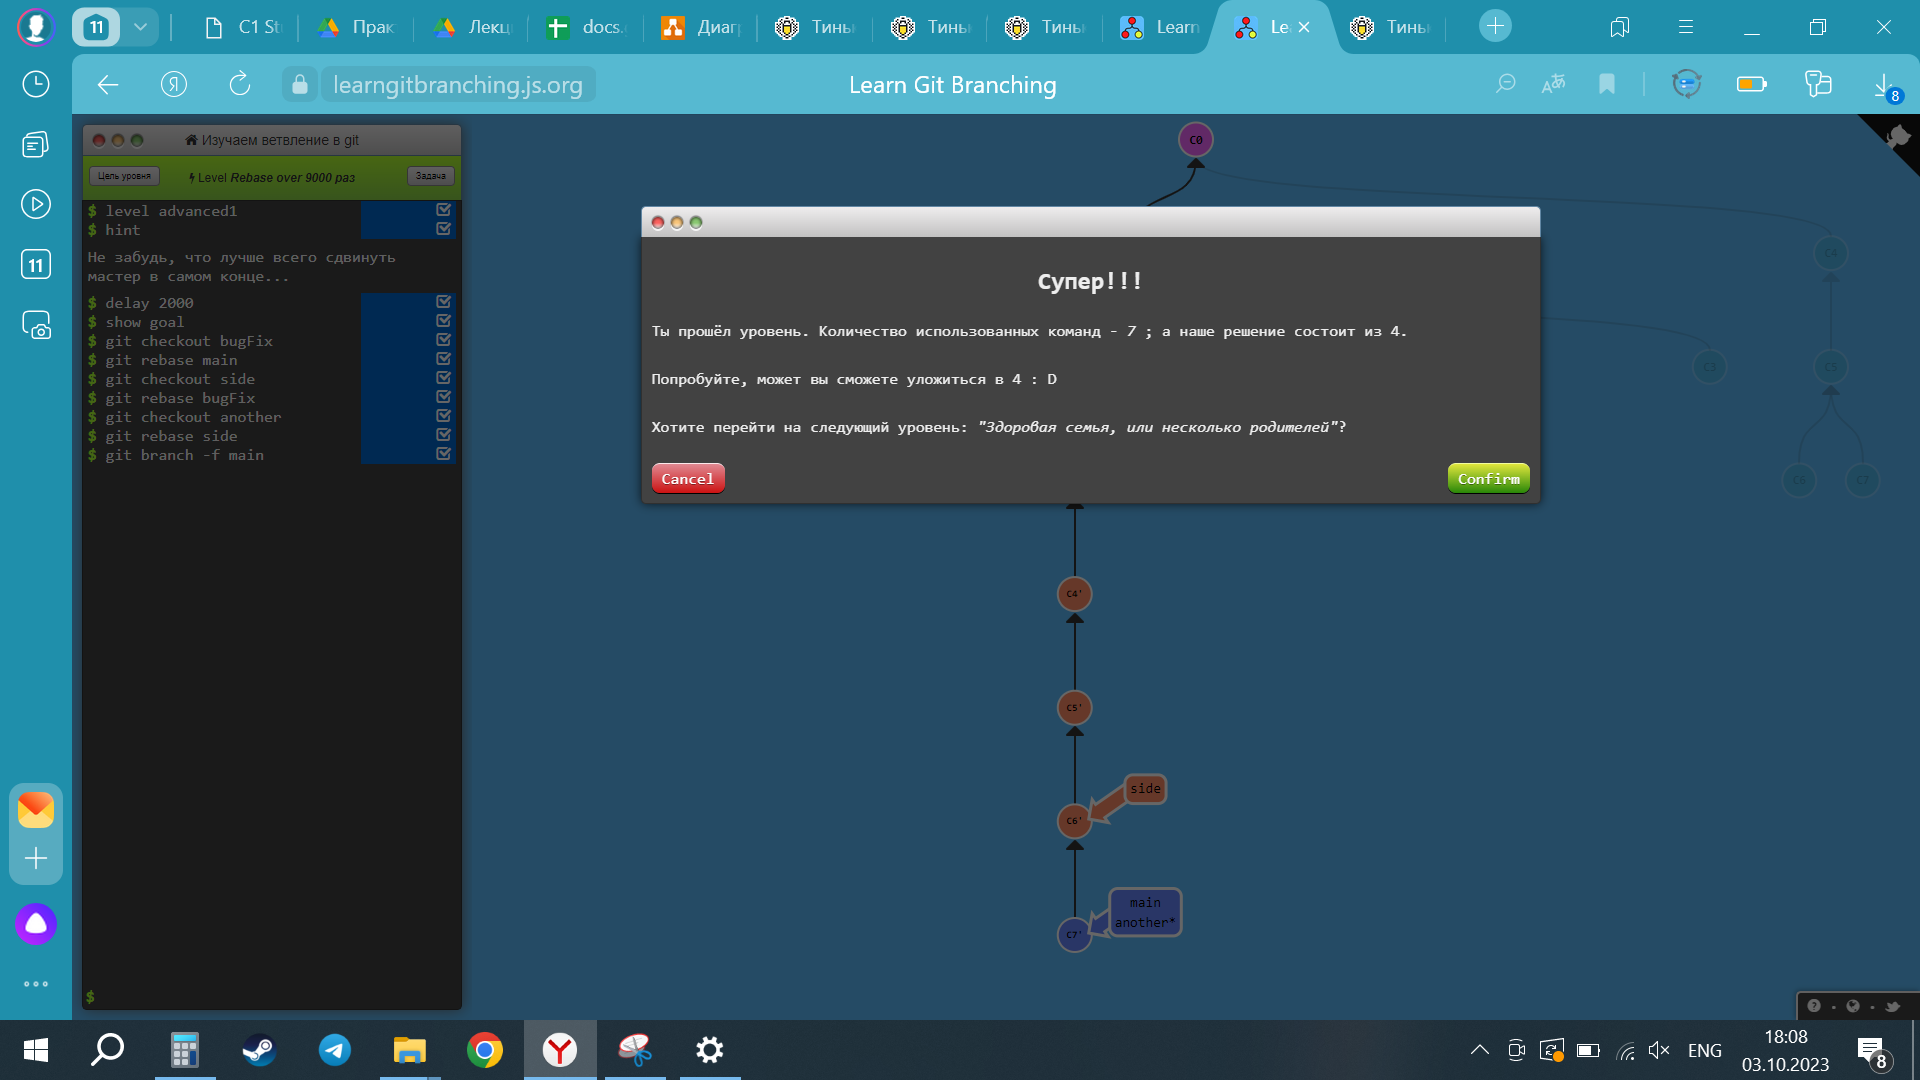 11
C1 St
Прак
Лекц
docs.
Диагр
Тинь
Тинь
Тинь
Learn
Le
Тинь
Я
learngitbranching.js.org
Learn Git Branching
8
11
Изучаем ветвление в git
Цель уровня
Level Rebase over 9000 раз
Задача
$ level advanced1
$ hint
Не забудь, что лучше всего сдвинуть
мастер в самом конце...
$ delay 2000
$ show goal
$ git checkout bugFix
$ git rebase main
$ git checkout side
$ git rebase bugFix
$ git checkout another
$ git rebase side
$ git branch -f main
$
C0
Супер!!!
Ты прошёл уровень. Количество использованных команд - 7 ; а наше решение состоит из 4.
Попробуйте, может вы сможете уложиться в 4 : D
Хотите перейти на следующий уровень: "Здоровая семья, или несколько родителей"?
Cancel
Confirm
C4
C3
C5
C6
C7
C4'
C5'
side
C6'
main
another*
C7'
ENG
18:08
03.10.2023
8